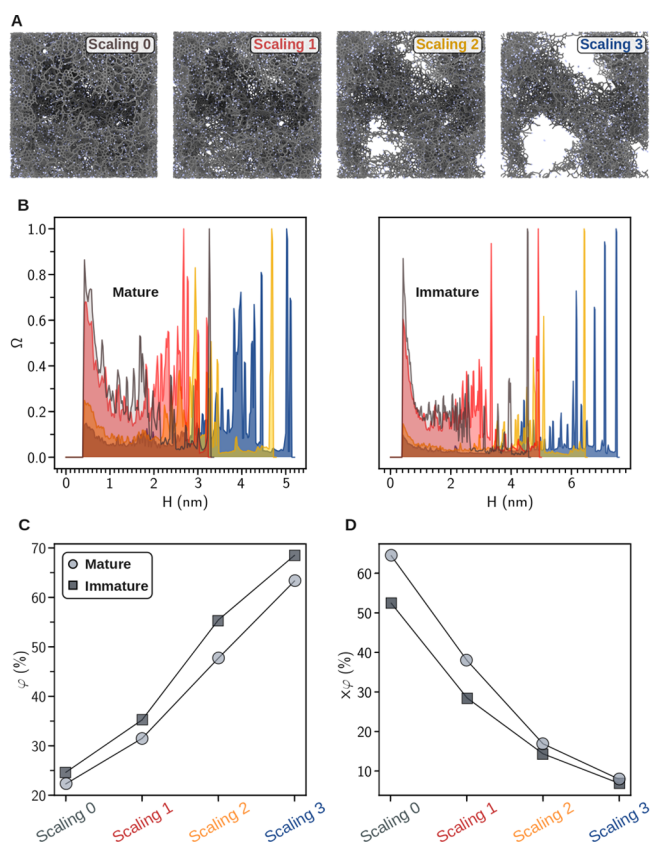 A
Scaling 0
Scaling 1
Scaling 2
Scaling 3
B
1.0
0.8
0.6
0.4
0.2
0.0
Ω
Mature
0
1
2
3
4
5
H (nm)
Immature
0
2
4
6
H (nm)
C
70
60
50
40
30
20
φ (%)
Mature
Immature
Scaling 0
Scaling 1
Scaling 2
Scaling 3
D
60
50
40
30
20
10
xφ (%)
Scaling 0
Scaling 1
Scaling 2
Scaling 3